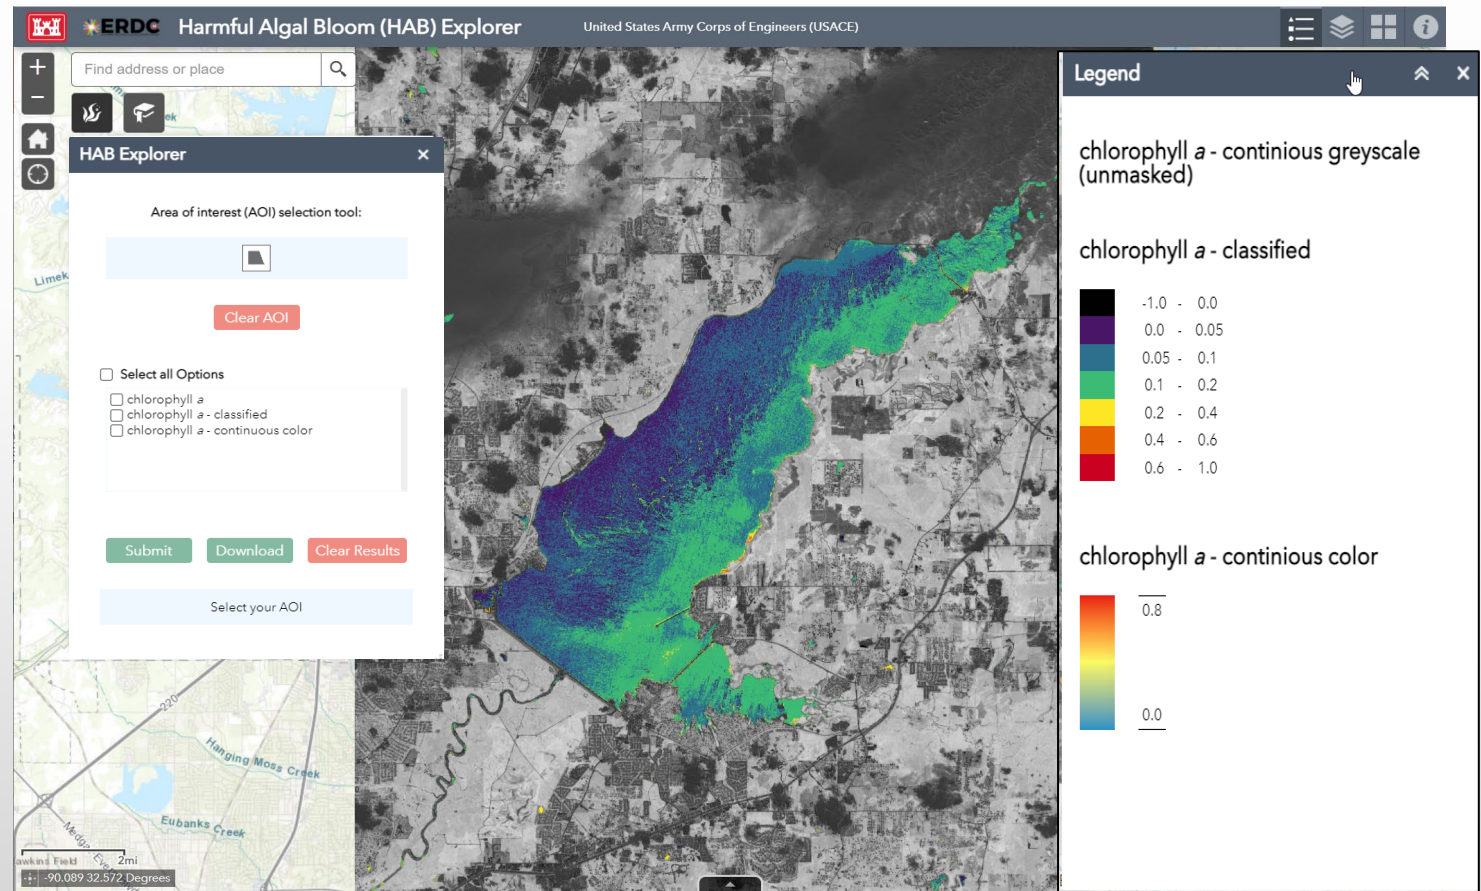 ERDC
Harmful Algal Bloom (HAB) Explorer
United States Army Corps of Engineers (USACE)
Find address or place
HAB Explorer
Area of interest (AOI) selection tool:
Clear AOI
Select all Options
chlorophyll a
chlorophyll a - classified
chlorophyll a - continuous color
Submit
Download
Clear Results
Select your AOI
Limek
ek
220
Hanging Moss Creek
Eubanks Creek
Medgar Eve
awkins Field
2mi
-90.089 32.572 Degrees
Legend
chlorophyll a - continious greyscale
(unmasked)
chlorophyll a - classified
-1.0 - 0.0
0.0 - 0.05
0.05 - 0.1
0.1 - 0.2
0.2 - 0.4
0.4 - 0.6
0.6 - 1.0
chlorophyll a - continious color
0.8
0.0